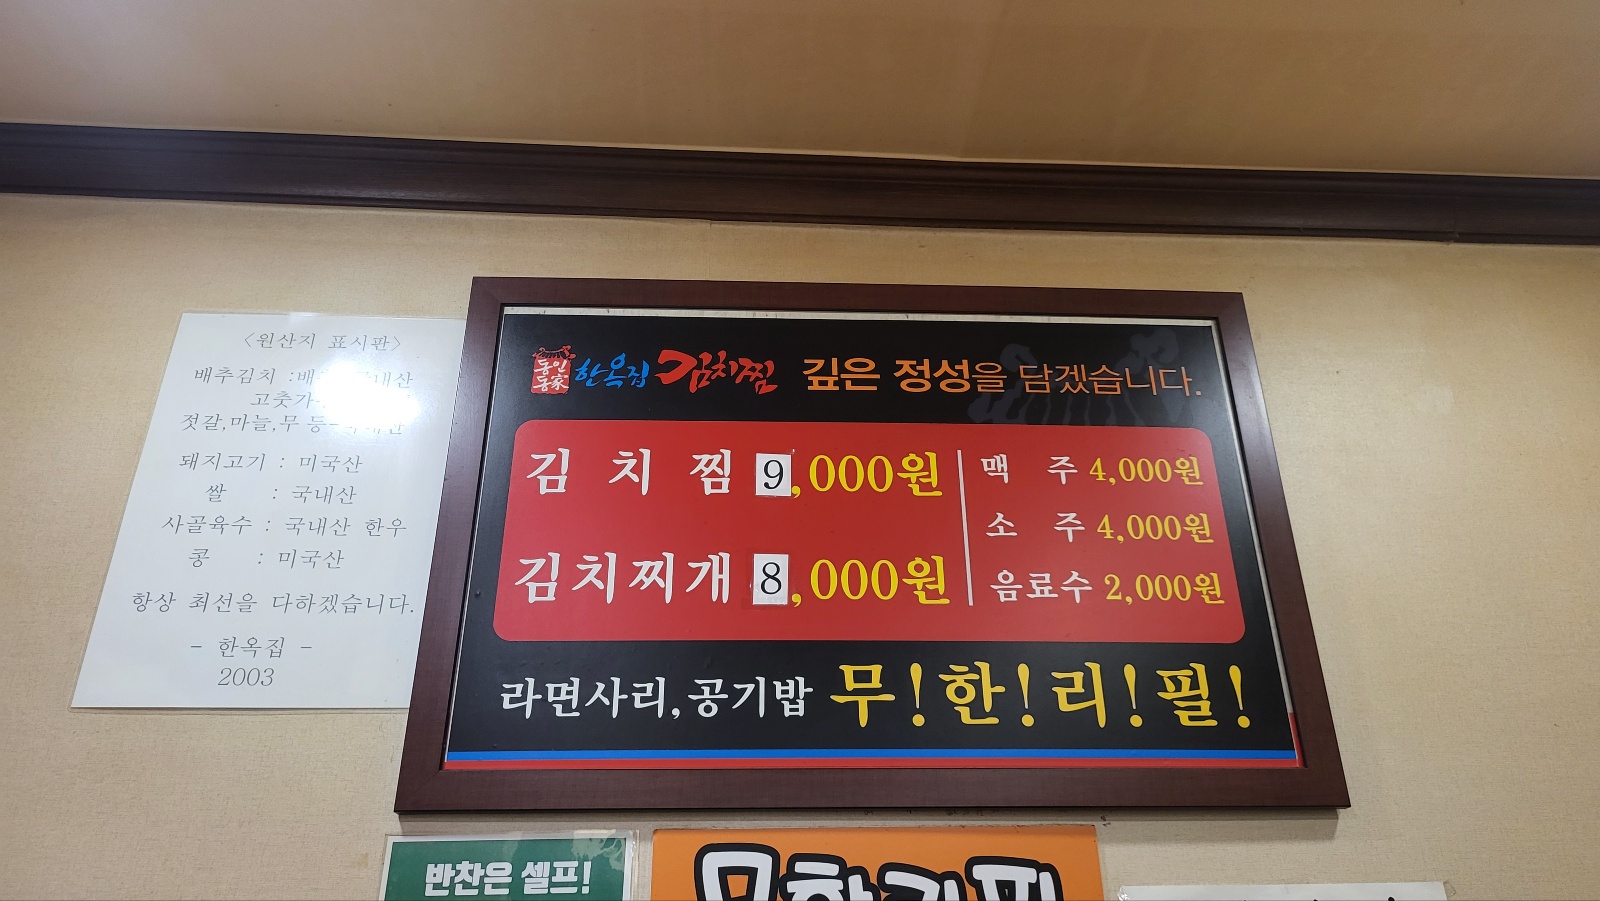 <원산지 표시판>
배추김치 :배
고춧가
젓갈,마늘,무 등
돼지고기 : 미국산
쌀 : 국내산
사골육수 : 국내산 한우
콩 : 미국산
항상 최선을 다하겠습니다.
- 한옥집 -
2003
동인
동家
한옥집 김치찜 깊은 정성을 담겠습니다.
김치찜 9,000원
김치찌개 8,000원
맥주 4,000원
소주 4,000원
음료수 2,000원
라면사리,공기밥 무!한!리!필!
반찬은 셀프!
무한리필